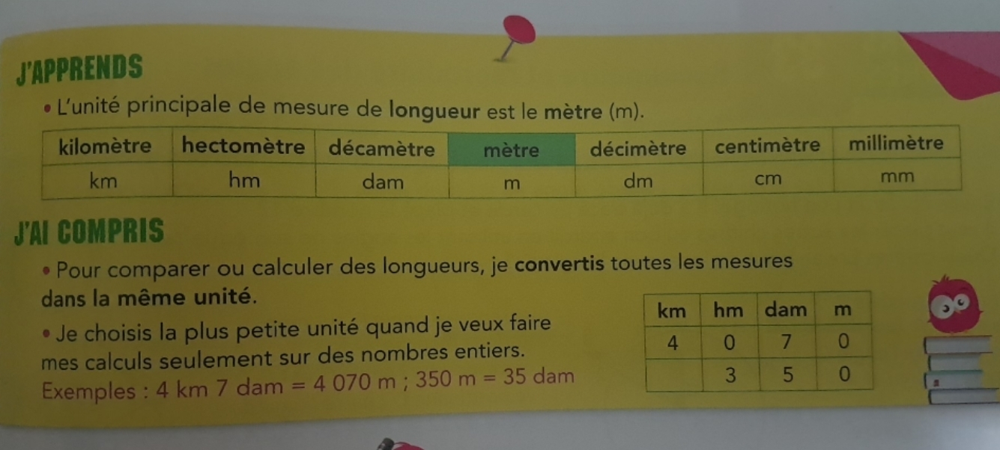 J'APPRENDS
• L'unité principale de mesure de longueur est le mètre (m).
kilomètre hectomètre décamètre mètre décimètre centimètre millimètre
km hm dam m dm cm mm
J'AI COMPRIS
• Pour comparer ou calculer des longueurs, je convertis toutes les mesures
dans la même unité.
• Je choisis la plus petite unité quand je veux faire
mes calculs seulement sur des nombres entiers.
Exemples : 4 km 7 dam = 4 070 m ; 350 m = 35 dam
km hm dam m
4 0 7 0
3 5 0